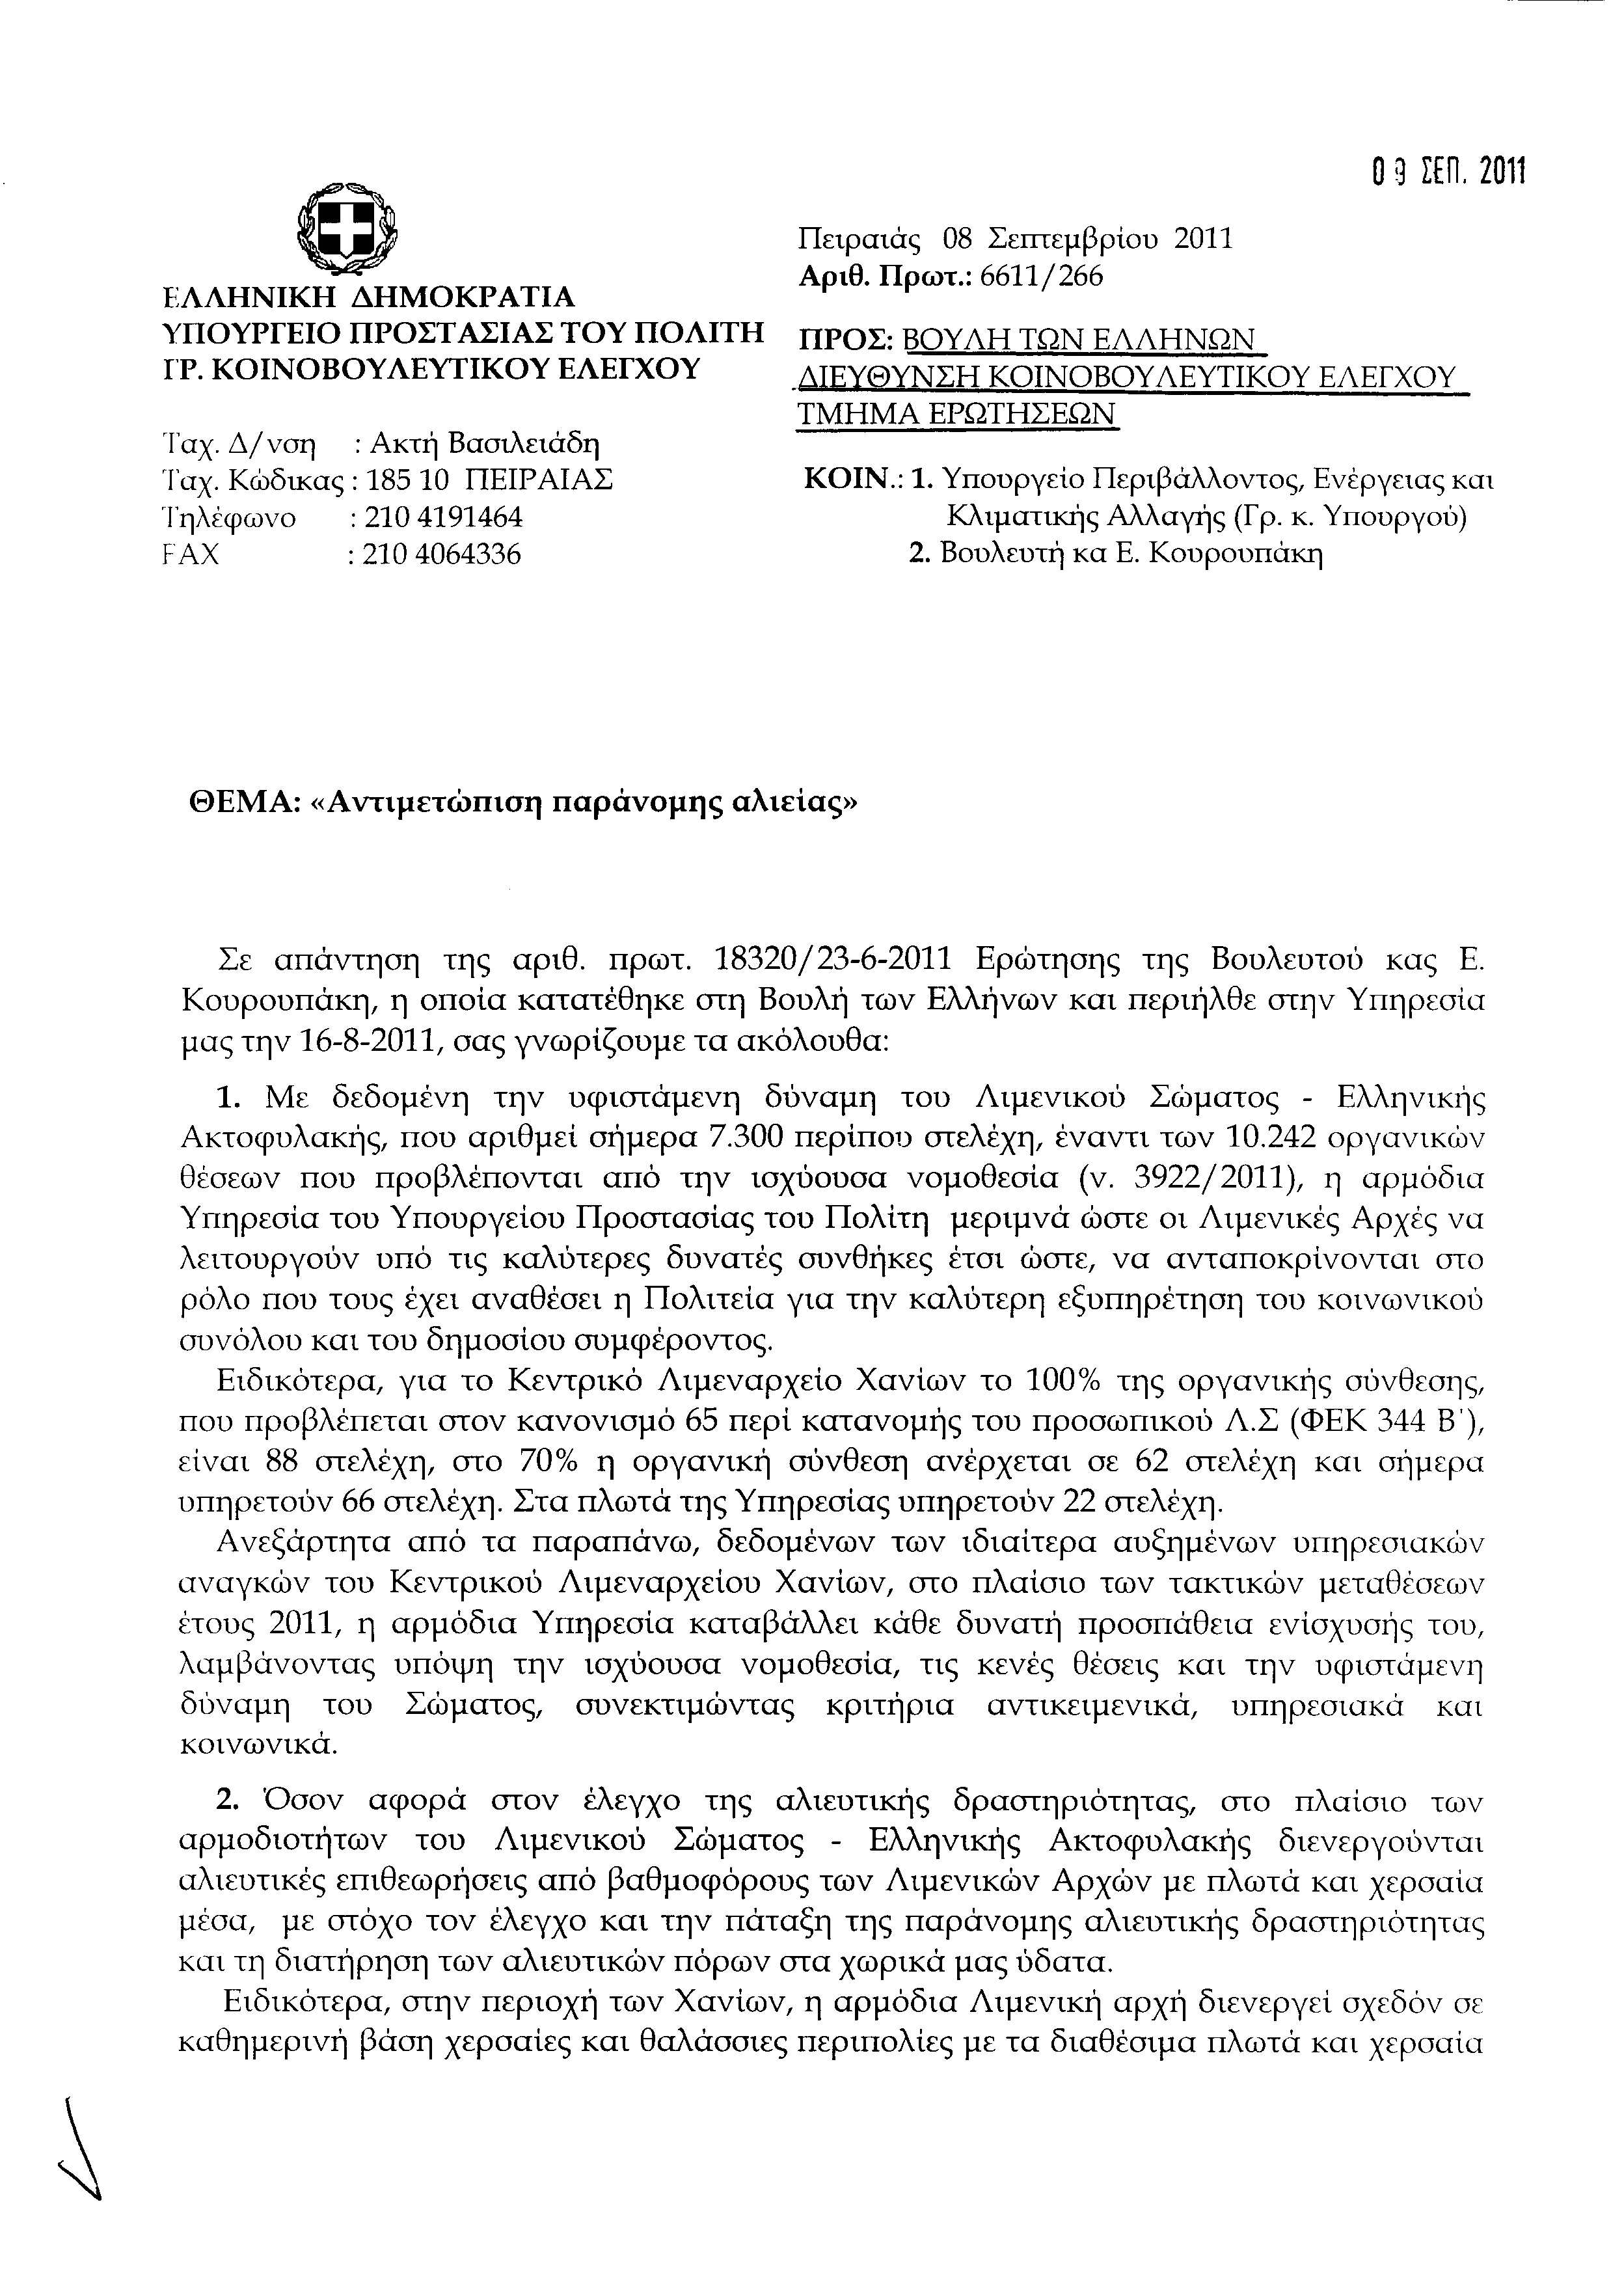 09 ΣΕΠ. 2011
ΕΛΛΗΝΙΚΗ ΔΗΜΟΚΡΑΤΙΑ
ΥΠΟΥΡΓΕΙΟ ΠΡΟΣΤΑΣΙΑΣ ΤΟΥ ΠΟΛΙΤΗ
ΓΡ. ΚΟΙΝΟΒΟΥΛΕΥΤΙΚΟΥ ΕΛΕΓΧΟΥ
Ταχ. Δ/νση : Ακτή Βασιλειάδη
Ταχ. Κώδικας : 185 10 ΠΕΙΡΑΙΑΣ
Τηλέφωνο : 210 4191464
FAX : 210 4064336
Πειραιάς 08 Σεπτεμβρίου 2011
Αριθ. Πρωτ.: 6611/266
ΠΡΟΣ: ΒΟΥΛΗ ΤΩΝ ΕΛΛΗΝΩΝ
ΔΙΕΥΘΥΝΣΗ ΚΟΙΝΟΒΟΥΛΕΥΤΙΚΟΥ ΕΛΕΓΧΟΥ
ΤΜΗΜΑ ΕΡΩΤΗΣΕΩΝ
ΚΟΙΝ.: 1. Υπουργείο Περιβάλλοντος, Ενέργειας και
Κλιματικής Αλλαγής (Γρ. κ. Υπουργού)
2. Βουλευτή κα Ε. Κουρουπάκη
ΘΕΜΑ: «Αντιμετώπιση παράνομης αλιείας»
Σε απάντηση της αριθ. πρωτ. 18320/23-6-2011 Ερώτησης της Βουλευτού κας Ε.
Κουρουπάκη, η οποία κατατέθηκε στη Βουλή των Ελλήνων και περιήλθε στην Υπηρεσία
μας την 16-8-2011, σας γνωρίζουμε τα ακόλουθα:
1. Με δεδομένη την υφιστάμενη δύναμη του Λιμενικού Σώματος - Ελληνικής
Ακτοφυλακής, που αριθμεί σήμερα 7.300 περίπου στελέχη, έναντι των 10.242 οργανικών
θέσεων που προβλέπονται από την ισχύουσα νομοθεσία (ν. 3922/2011), η αρμόδια
Υπηρεσία του Υπουργείου Προστασίας του Πολίτη μεριμνά ώστε οι Λιμενικές Αρχές να
λειτουργούν υπό τις καλύτερες δυνατές συνθήκες έτσι ώστε, να ανταποκρίνονται στο
ρόλο που τους έχει αναθέσει η Πολιτεία για την καλύτερη εξυπηρέτηση του κοινωνικού
συνόλου και του δημοσίου συμφέροντος.
Ειδικότερα, για το Κεντρικό Λιμεναρχείο Χανίων το 100% της οργανικής σύνθεσης,
που προβλέπεται στον κανονισμό 65 περί κατανομής του προσωπικού Λ.Σ (ΦΕΚ 344 Β΄),
είναι 88 στελέχη, στο 70% η οργανική σύνθεση ανέρχεται σε 62 στελέχη και σήμερα
υπηρετούν 66 στελέχη. Στα πλωτά της Υπηρεσίας υπηρετούν 22 στελέχη.
Ανεξάρτητα από τα παραπάνω, δεδομένων των ιδιαίτερα αυξημένων υπηρεσιακών
αναγκών του Κεντρικού Λιμεναρχείου Χανίων, στο πλαίσιο των τακτικών μεταθέσεων
έτους 2011, η αρμόδια Υπηρεσία καταβάλλει κάθε δυνατή προσπάθεια ενίσχυσής του,
λαμβάνοντας υπόψη την ισχύουσα νομοθεσία, τις κενές θέσεις και την υφιστάμενη
δύναμη του Σώματος, συνεκτιμώντας κριτήρια αντικειμενικά, υπηρεσιακά και
κοινωνικά.
2. Όσον αφορά στον έλεγχο της αλιευτικής δραστηριότητας, στο πλαίσιο των
αρμοδιοτήτων του Λιμενικού Σώματος - Ελληνικής Ακτοφυλακής διενεργούνται
αλιευτικές επιθεωρήσεις από βαθμοφόρους των Λιμενικών Αρχών με πλωτά και χερσαία
μέσα, με στόχο τον έλεγχο και την πάταξη της παράνομης αλιευτικής δραστηριότητας
και τη διατήρηση των αλιευτικών πόρων στα χωρικά μας ύδατα.
Ειδικότερα, στην περιοχή των Χανίων, η αρμόδια Λιμενική αρχή διενεργεί σχεδόν σε
καθημερινή βάση χερσαίες και θαλάσσιες περιπολίες με τα διαθέσιμα πλωτά και χερσαία